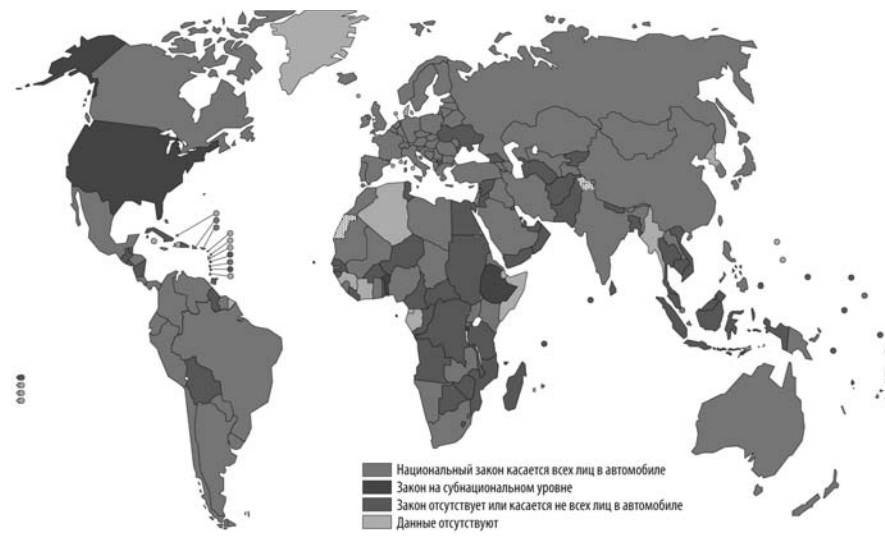 Национальный закон касается всех лиц в автомобиле
Закон на субнациональном уровне
Закон отсутствует или касается не всех лиц в автомобиле
Данные отсутствуют